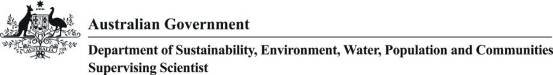 Australian Government
Department of Sustainability, Environment, Water, Population and Communities
Supervising Scientist